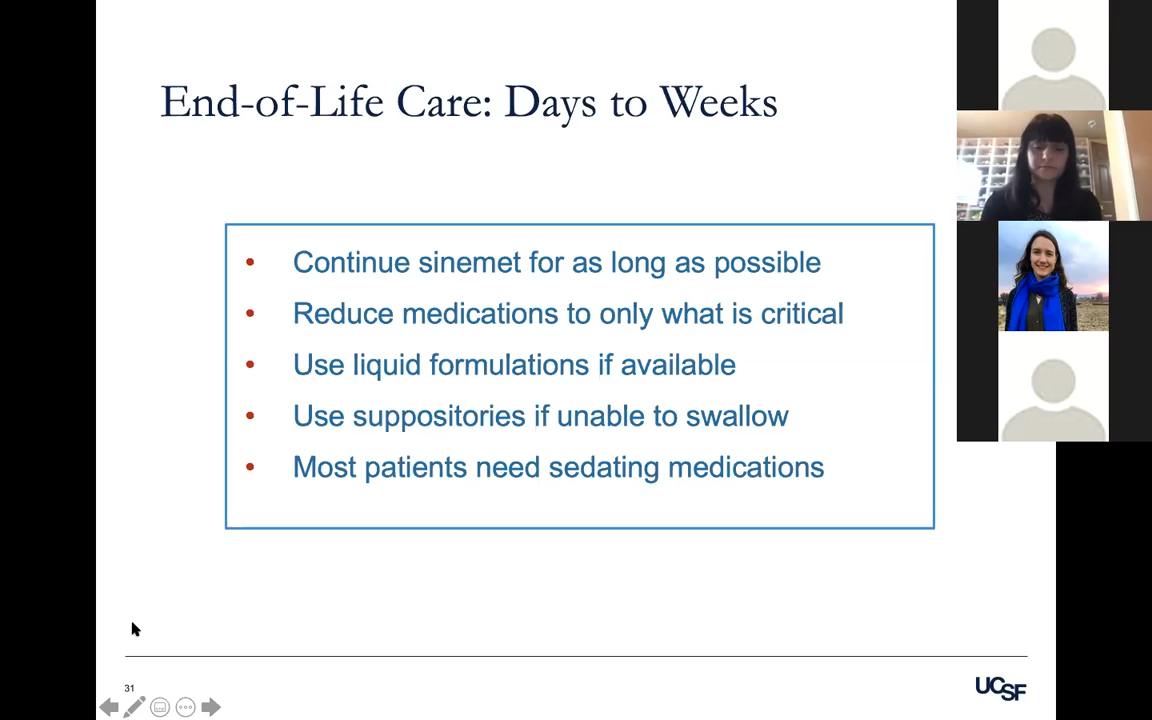 End-of-Life Care: Days to Weeks
• Continue sinemet for as long as possible
• Reduce medications to only what is critical
• Use liquid formulations if available
• Use suppositories if unable to swallow
• Most patients need sedating medications
31
UCSF